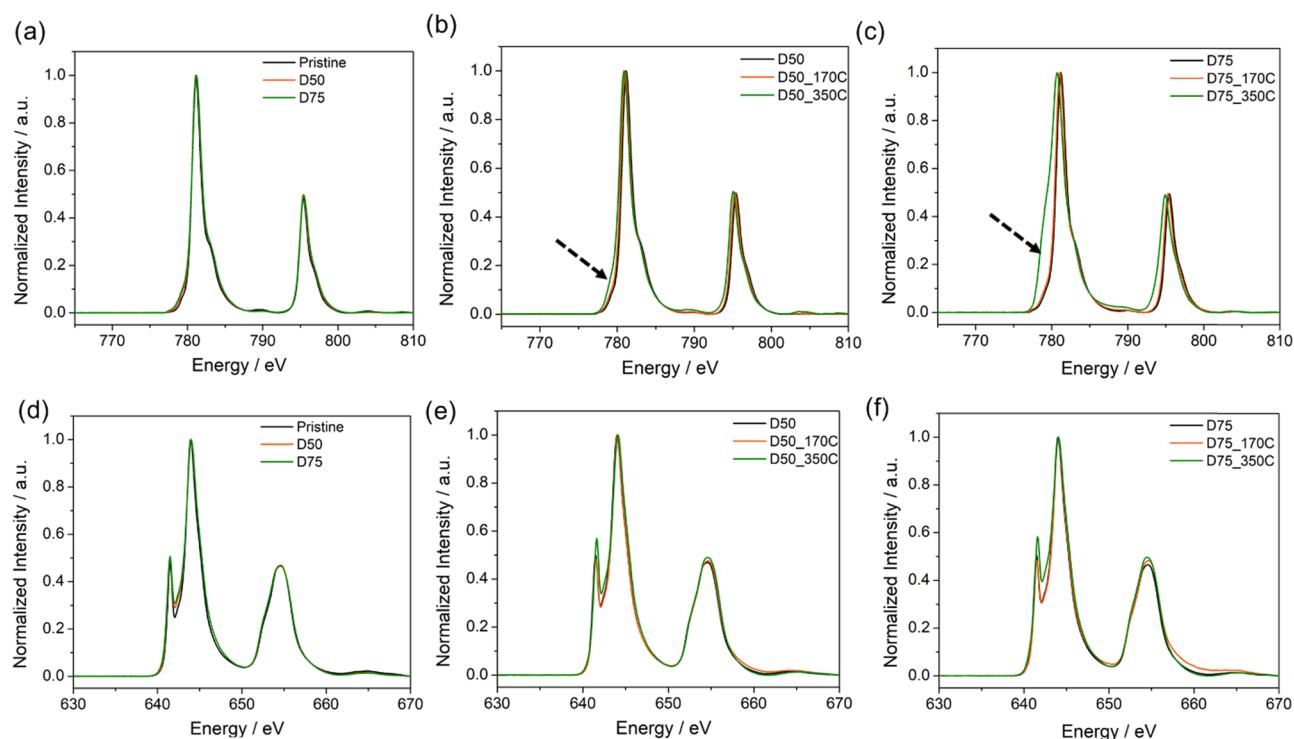 (a)
Normalized Intensity / a.u.
1.0
0.8
0.6
0.4
0.2
0.0
Pristine
D50
D75
770 780 790 800 810
Energy / eV
(b)
Normalized Intensity / a.u.
1.0
0.8
0.6
0.4
0.2
0.0
D50
D50_170C
D50_350C
770 780 790 800 810
Energy / eV
(c)
Normalized Intensity / a.u.
1.0
0.8
0.6
0.4
0.2
0.0
D75
D75_170C
D75_350C
770 780 790 800 810
Energy / eV
(d)
Normalized Intensity / a.u.
1.0
0.8
0.6
0.4
0.2
0.0
Pristine
D50
D75
630 640 650 660 670
Energy / eV
(e)
Normalized Intensity / a.u.
1.0
0.8
0.6
0.4
0.2
0.0
D50
D50_170C
D50_350C
630 640 650 660 670
Energy / eV
(f)
Normalized Intensity / a.u.
1.0
0.8
0.6
0.4
0.2
0.0
D75
D75_170C
D75_350C
630 640 650 660 670
Energy / eV